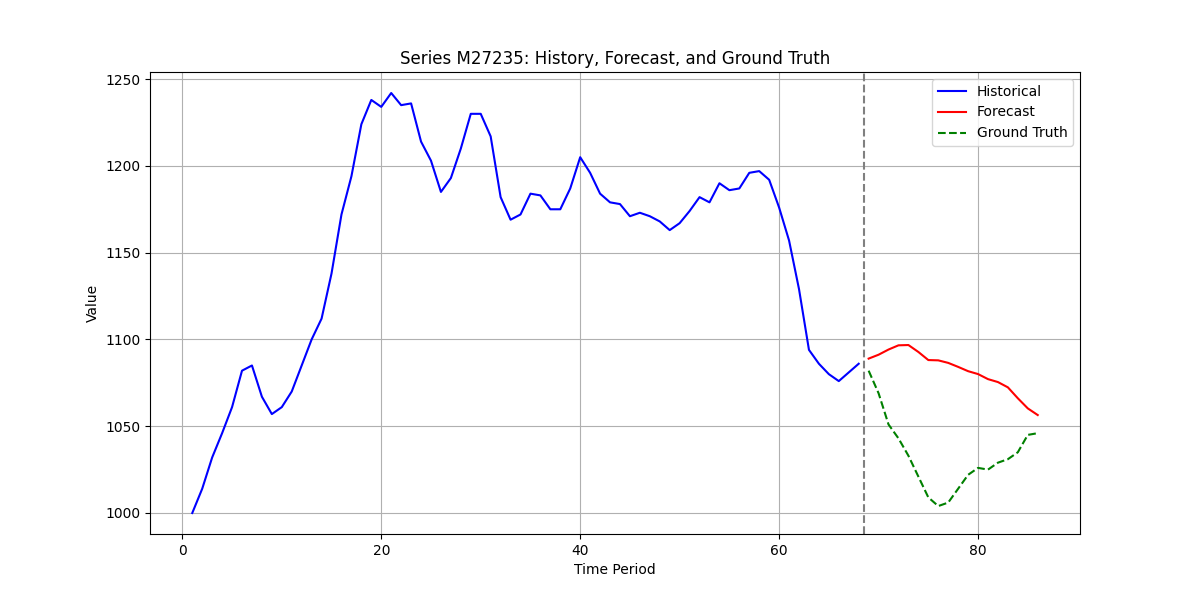 Series M27235: History, Forecast, and Ground Truth
1250
1200
1150
1100
1050
1000
Value
0
20
40
60
80
Time Period
Historical
Forecast
Ground Truth